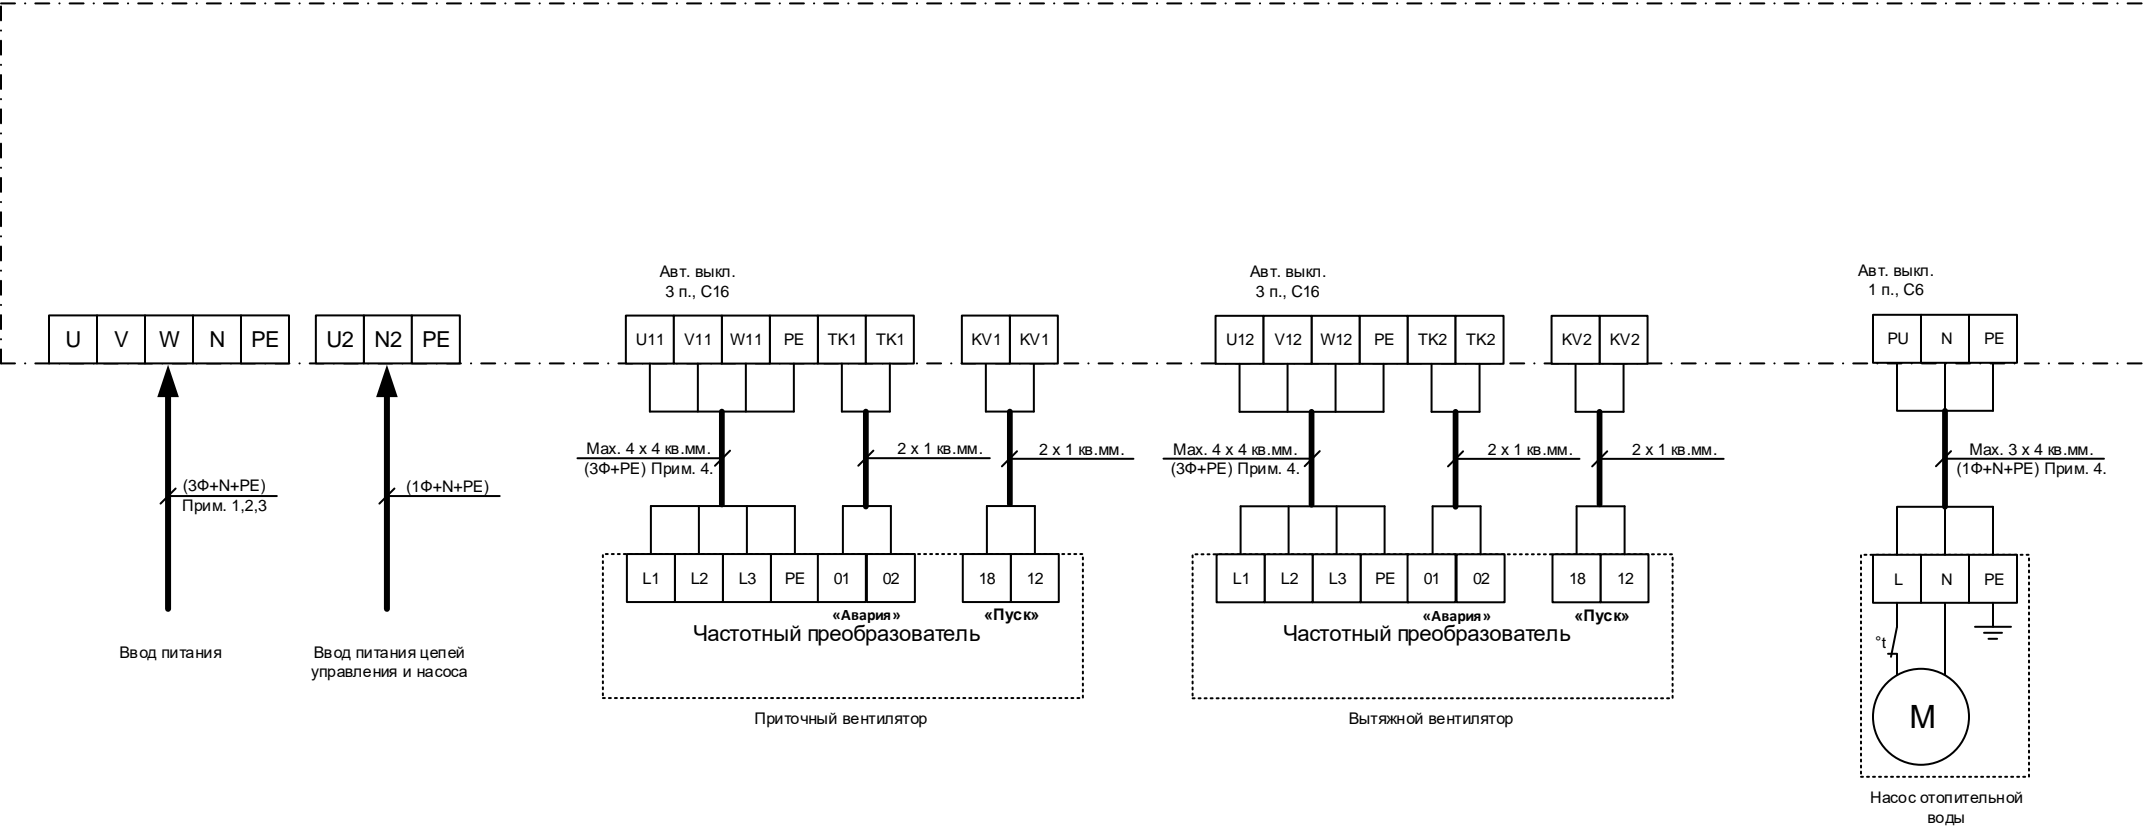 Авт. выкл.
3 п., С16
Авт. выкл.
3 п., С16
Авт. выкл.
1 п., С6
U V W N PE
U2 N2 PE
U11 V11 W11 PE TK1 TK1
KV1 KV1
U12 V12 W12 PE TK2 TK2
KV2 KV2
PU N PE
(3Ф+N+PE)
Прим. 1,2,3
(1Ф+N+PE)
Мах. 4 х 4 кв.мм.
(3Ф+PE) Прим. 4.
2 х 1 кв.мм.
2 х 1 кв.мм.
Мах. 4 х 4 кв.мм.
(3Ф+PE) Прим. 4.
2 х 1 кв.мм.
2 х 1 кв.мм.
Мах. 3 х 4 кв.мм.
(1Ф+N+PE) Прим. 4.
L1 L2 L3 PE 01 02
18 12
«Авария»
«Пуск»
Частотный преобразователь
L1 L2 L3 PE 01 02
18 12
«Авария»
«Пуск»
Частотный преобразователь
L N PE
°t
M
Ввод питания
Ввод питания цепей
управления и насоса
Приточный вентилятор
Вытяжной вентилятор
Насос отопительной
воды